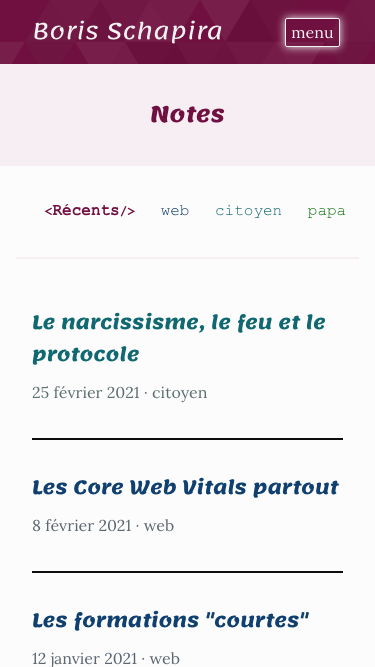 Boris Schapira
menu
Notes
<Récents/> web citoyen papa
Le narcissisme, le feu et le
protocole
25 février 2021 · citoyen
Les Core Web Vitals partout
8 février 2021 · web
Les formations "courtes"
12 janvier 2021 · web